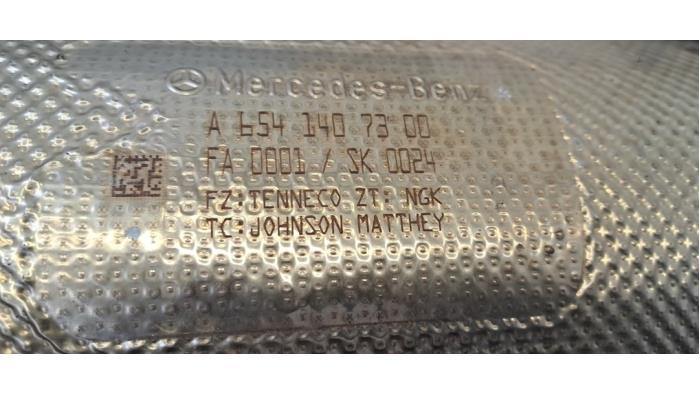 Mercedes-Benz
A 654 140 73 00
FA 0001 / SK 0024
FZ: TENNECO ZT: NGK
TC: JOHNSON MATTHEY